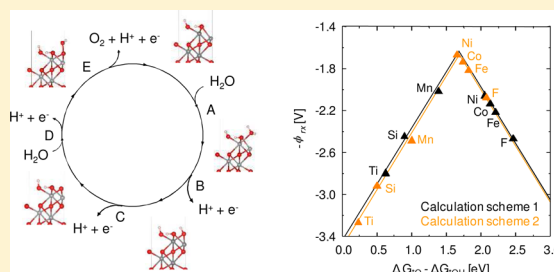 O₂ + H⁺ + e⁻
E
H₂O
A
H⁺ + e⁻
D
H₂O
B
C
H⁺ + e⁻
H⁺ + e⁻
-ϕrx [V]
-1.4
-1.8
-2.2
-2.6
-3.0
-3.4
Ni
Co
Fe
Mn
Ni
F
Co
Fe
Si
Mn
F
Ti
Si
Ti
Calculation scheme 1
Calculation scheme 2
0.0 0.5 1.0 1.5 2.0 2.5 3.0